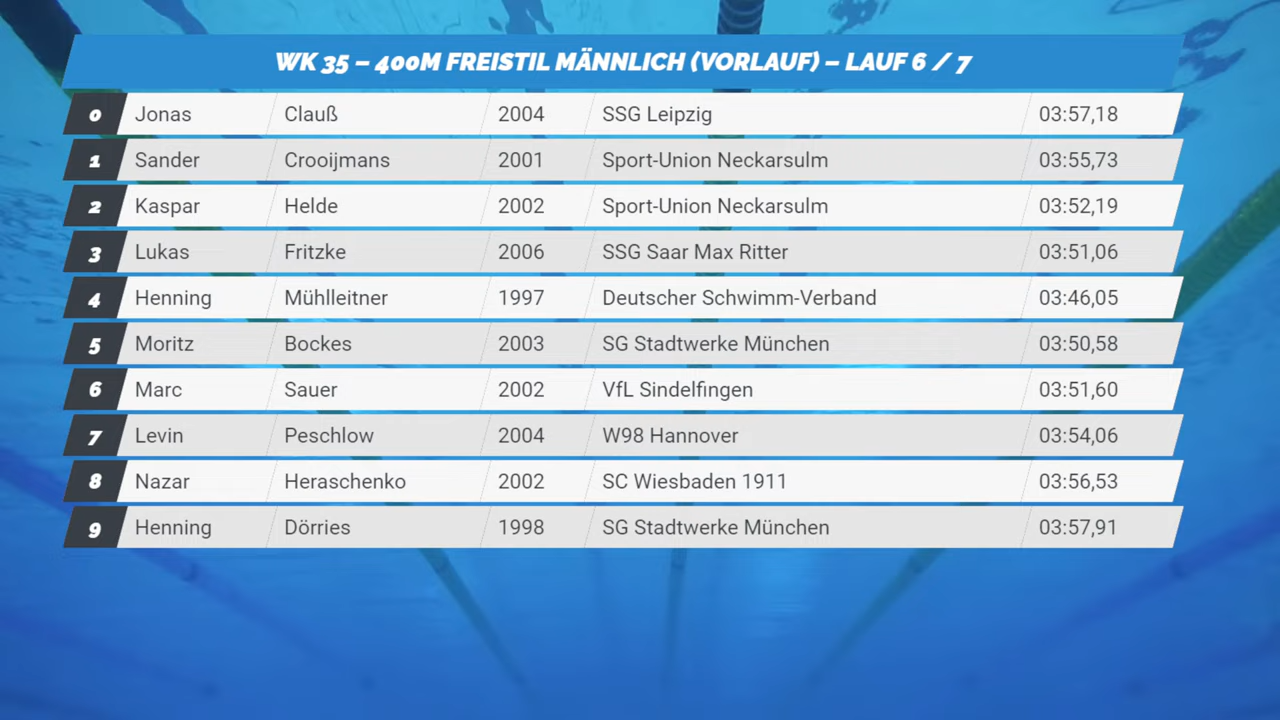 WK 35 – 400M FREISTIL MÄNNLICH (VORLAUF) – LAUF 6 / 7
0 Jonas Clauß 2004 SSG Leipzig 03:57,18
1 Sander Crooijmans 2001 Sport-Union Neckarsulm 03:55,73
2 Kaspar Helde 2002 Sport-Union Neckarsulm 03:52,19
3 Lukas Fritzke 2006 SSG Saar Max Ritter 03:51,06
4 Henning Mühlleitner 1997 Deutscher Schwimm-Verband 03:46,05
5 Moritz Bockes 2003 SG Stadtwerke München 03:50,58
6 Marc Sauer 2002 VfL Sindelfingen 03:51,60
7 Levin Peschlow 2004 W98 Hannover 03:54,06
8 Nazar Heraschenko 2002 SC Wiesbaden 1911 03:56,53
9 Henning Dörries 1998 SG Stadtwerke München 03:57,91